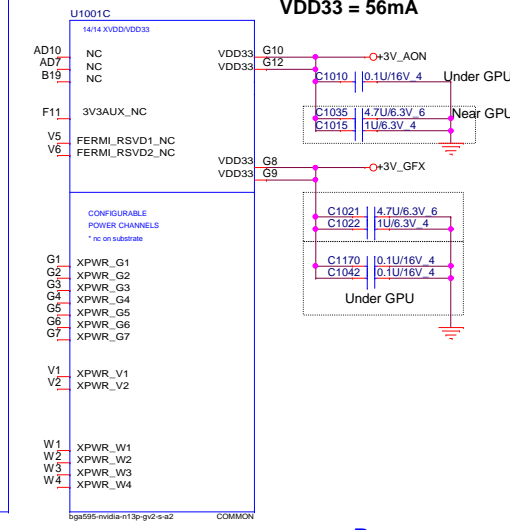 VDD33 = 56mA
U1001C
14/14 XVDD/VDD33
AD10 NC VDD33 G10 +3V_AON
AD7 NC VDD33 G12
B19 NC C1010 0.1U/16V_4 Under GPU
F11 3V3AUX_NC C1035 4.7U/6.3V_6 Near GPU
C1015 1U/6.3V_4
V5 FERMI_RSVD1_NC
V6 FERMI_RSVD2_NC
VDD33 G8 +3V_GFX
VDD33 G9
CONFIGURABLE
POWER CHANNELS
* nc on substrate
C1021 4.7U/6.3V_6
C1022 1U/6.3V_4
G1 XPWR_G1 C1170 0.1U/16V_4
G2 XPWR_G2 C1042 0.1U/16V_4
G3 XPWR_G3
G4 XPWR_G4 Under GPU
G5 XPWR_G5
G6 XPWR_G6
G7 XPWR_G7
V1 XPWR_V1
V2 XPWR_V2
W1 XPWR_W1
W2 XPWR_W2
W3 XPWR_W3
W4 XPWR_W4
bga595-nvidia-n13p-gv2-s-a2 COMMON